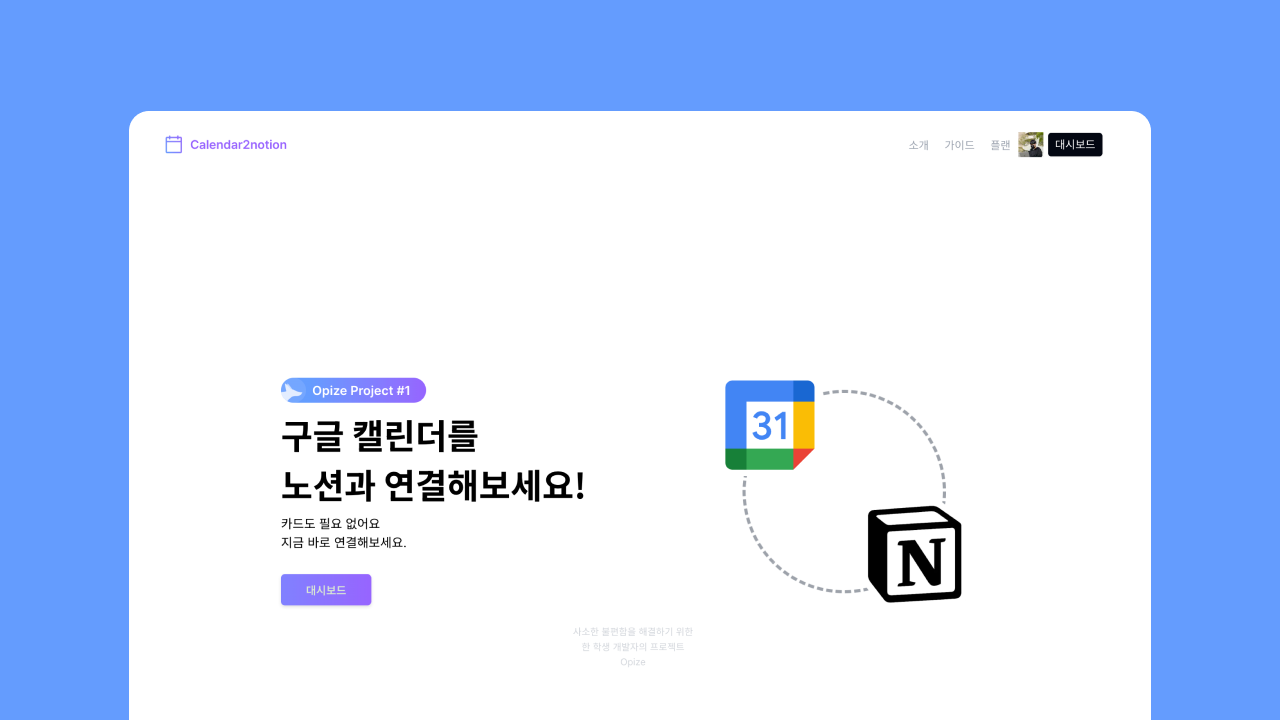 Calendar2notion
소개 가이드 플랜 대시보드
Opize Project #1
구글 캘린더를
노션과 연결해보세요!
카드도 필요 없어요
지금 바로 연결해보세요.
대시보드
31
N
사소한 불편함을 해결하기 위한
한 학생 개발자의 프로젝트
Opize